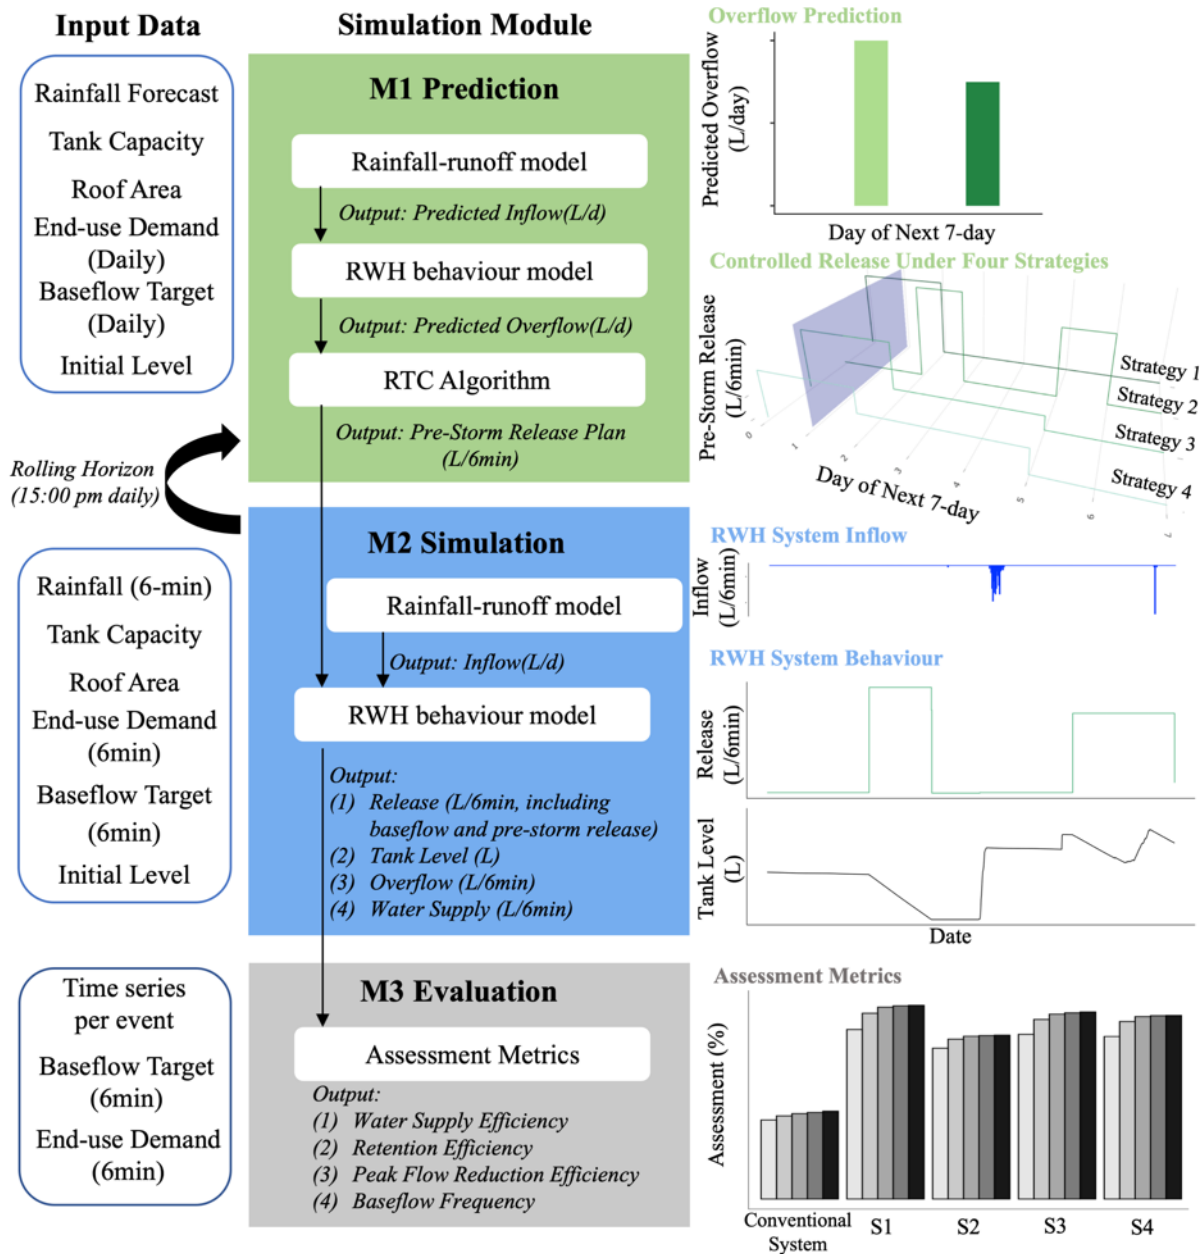 Input Data
Simulation Module
Overflow Prediction
Rainfall Forecast
Tank Capacity
Roof Area
End-use Demand
(Daily)
Baseflow Target
(Daily)
Initial Level
M1 Prediction
Rainfall-runoff model
Output: Predicted Inflow(L/d)
RWH behaviour model
Output: Predicted Overflow(L/d)
RTC Algorithm
Output: Pre-Storm Release Plan
(L/6min)
Predicted Overflow
(L/day)
Day of Next 7-day
Controlled Release Under Four Strategies
Pre-Storm Release
(L/6min)
Strategy 1
Strategy 2
Strategy 3
Strategy 4
0
1
2
3
4
5
6
7
Day of Next 7-day
Rolling Horizon
(15:00 pm daily)
Rainfall (6-min)
Tank Capacity
Roof Area
End-use Demand
(6min)
Baseflow Target
(6min)
Initial Level
M2 Simulation
Rainfall-runoff model
Output: Inflow(L/d)
RWH behaviour model
Output:
(1) Release (L/6min, including
baseflow and pre-storm release)
(2) Tank Level (L)
(3) Overflow (L/6min)
(4) Water Supply (L/6min)
RWH System Inflow
Inflow
(L/6min)
RWH System Behaviour
Release
(L/6min)
Tank Level
(L)
Date
Time series
per event
Baseflow Target
(6min)
End-use Demand
(6min)
M3 Evaluation
Assessment Metrics
Output:
(1) Water Supply Efficiency
(2) Retention Efficiency
(3) Peak Flow Reduction Efficiency
(4) Baseflow Frequency
Assessment Metrics
Assessment (%)
Conventional
System
S1
S2
S3
S4